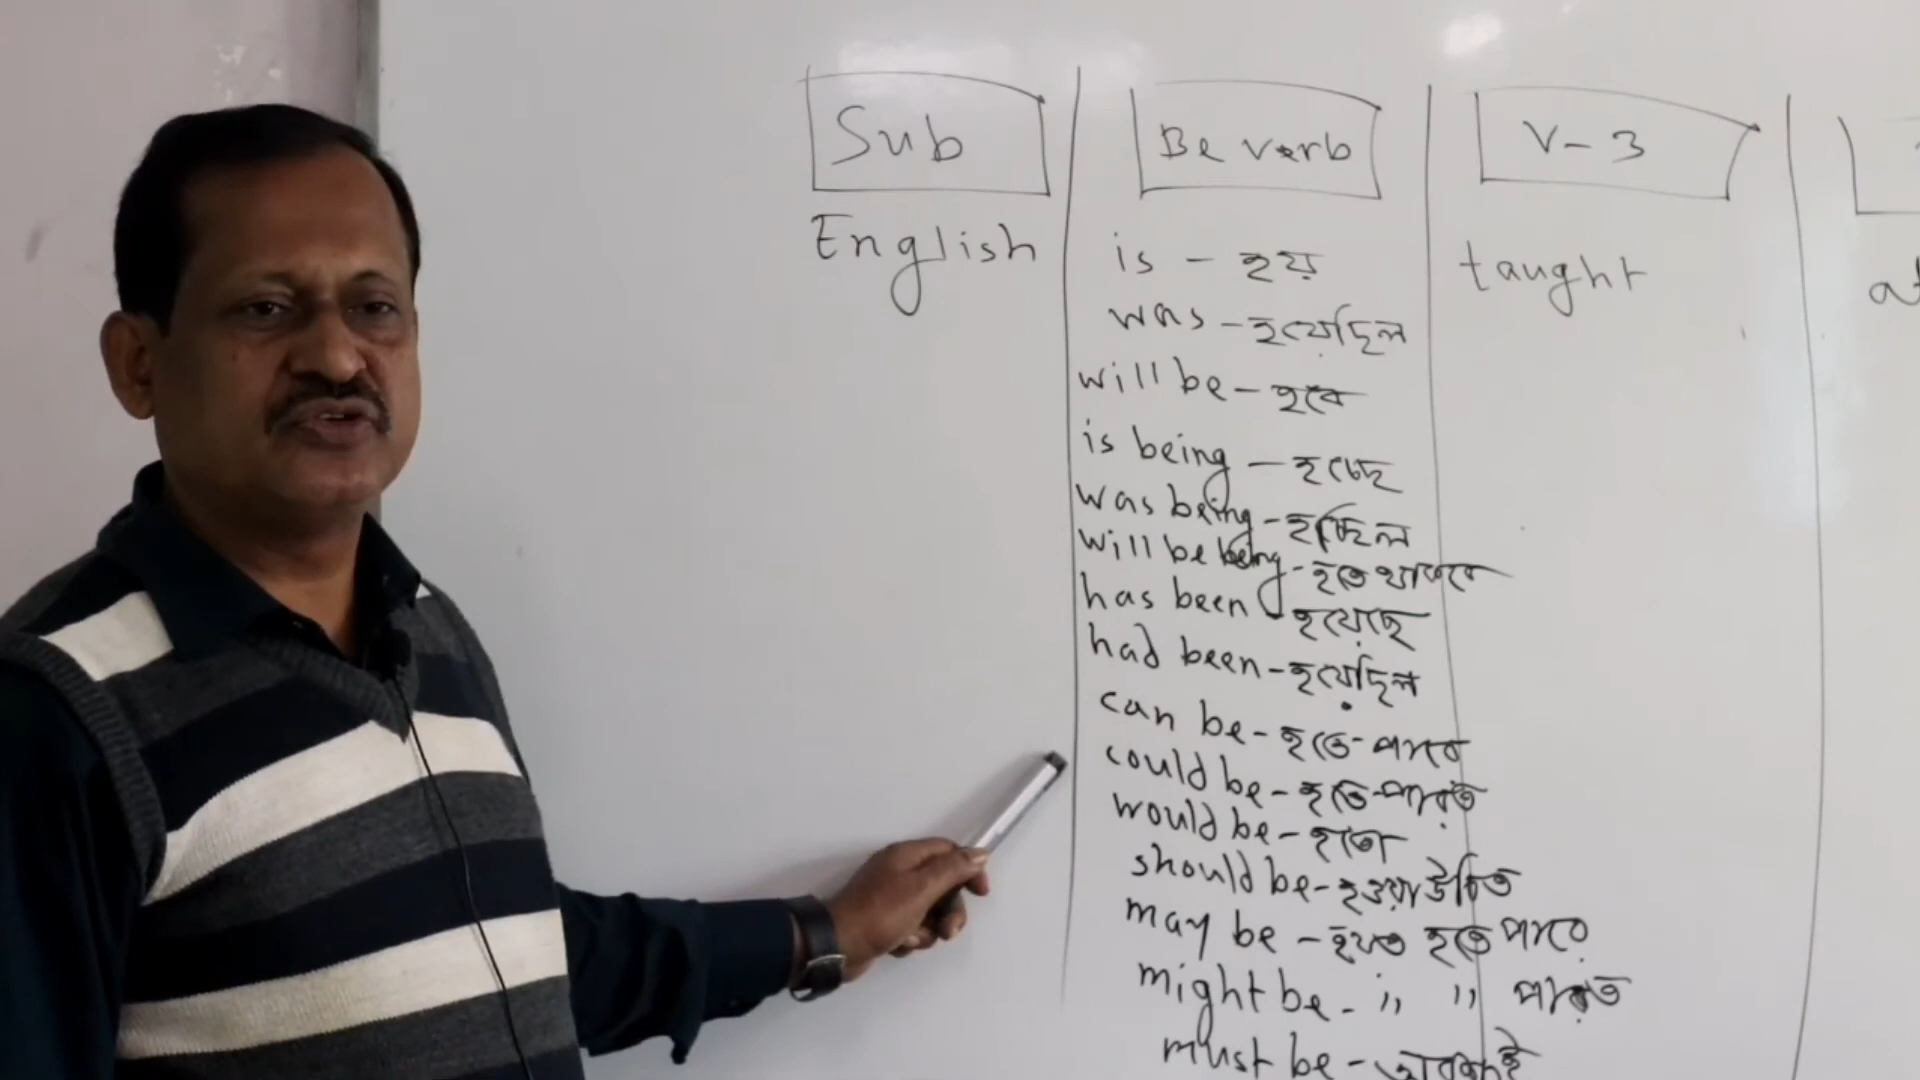 Sub Be verb V-3
English is - হয় taught
was - হয়েছিল
will be - হবে
is being - হচ্ছে
was being - হচ্ছিল
will be being - হতে থাকবে
has been - হয়েছে
had been - হয়েছিল
can be - হতে পারে
could be - হতে পারত
would be - হতো
should be - হওয়া উচিত
may be - হয়ত হতে পারে
might be - ,, ,, পারত
must be - অবশ্যই